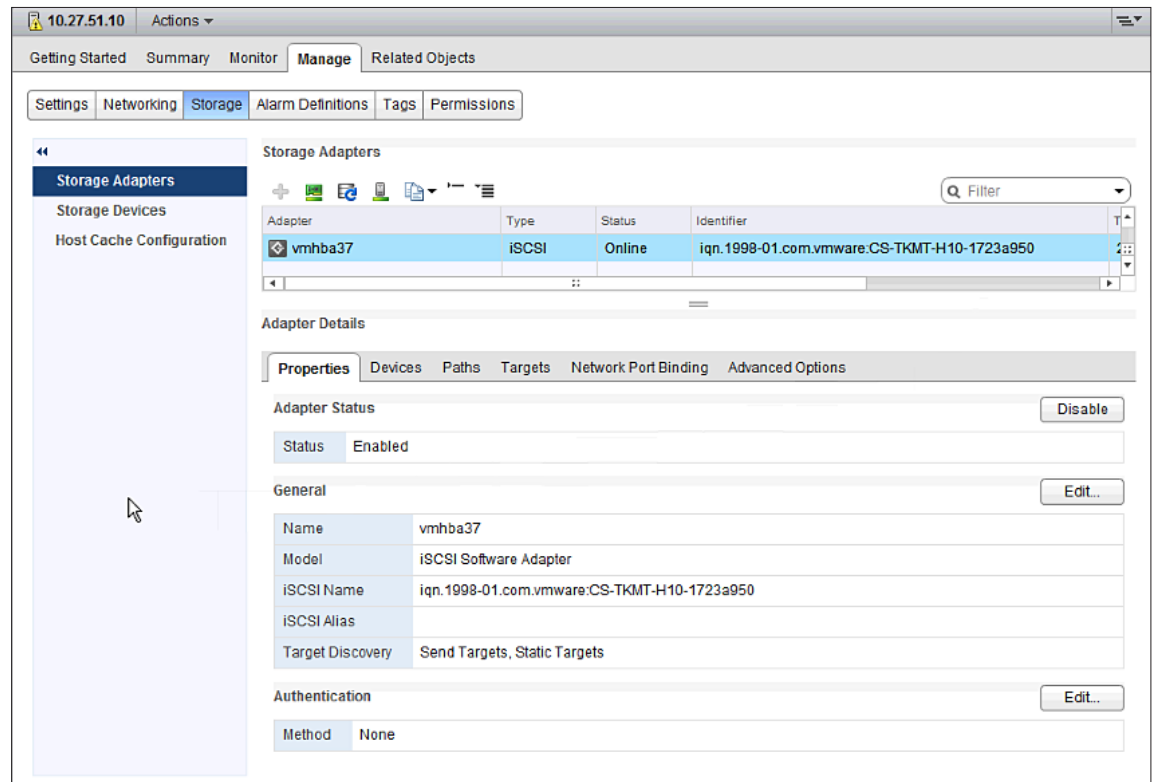 10.27.51.10 Actions
Getting Started Summary Monitor Manage Related Objects
Settings Networking Storage Alarm Definitions Tags Permissions
Storage Adapters
Storage Devices
Host Cache Configuration
Storage Adapters
Filter
Adapter Type Status Identifier
vmhba37 iSCSI Online iqn.1998-01.com.vmware:CS-TKMT-H10-1723a950
Adapter Details
Properties Devices Paths Targets Network Port Binding Advanced Options
Adapter Status Disable
Status Enabled
General Edit...
Name vmhba37
Model iSCSI Software Adapter
iSCSI Name iqn.1998-01.com.vmware:CS-TKMT-H10-1723a950
iSCSI Alias
Target Discovery Send Targets, Static Targets
Authentication Edit...
Method None